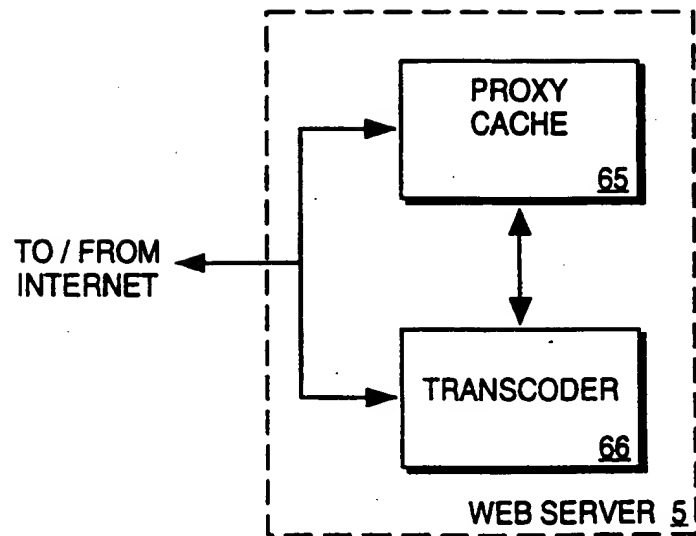 PROXY
CACHE
65
TO / FROM
INTERNET
TRANSCODER
66
WEB SERVER 5